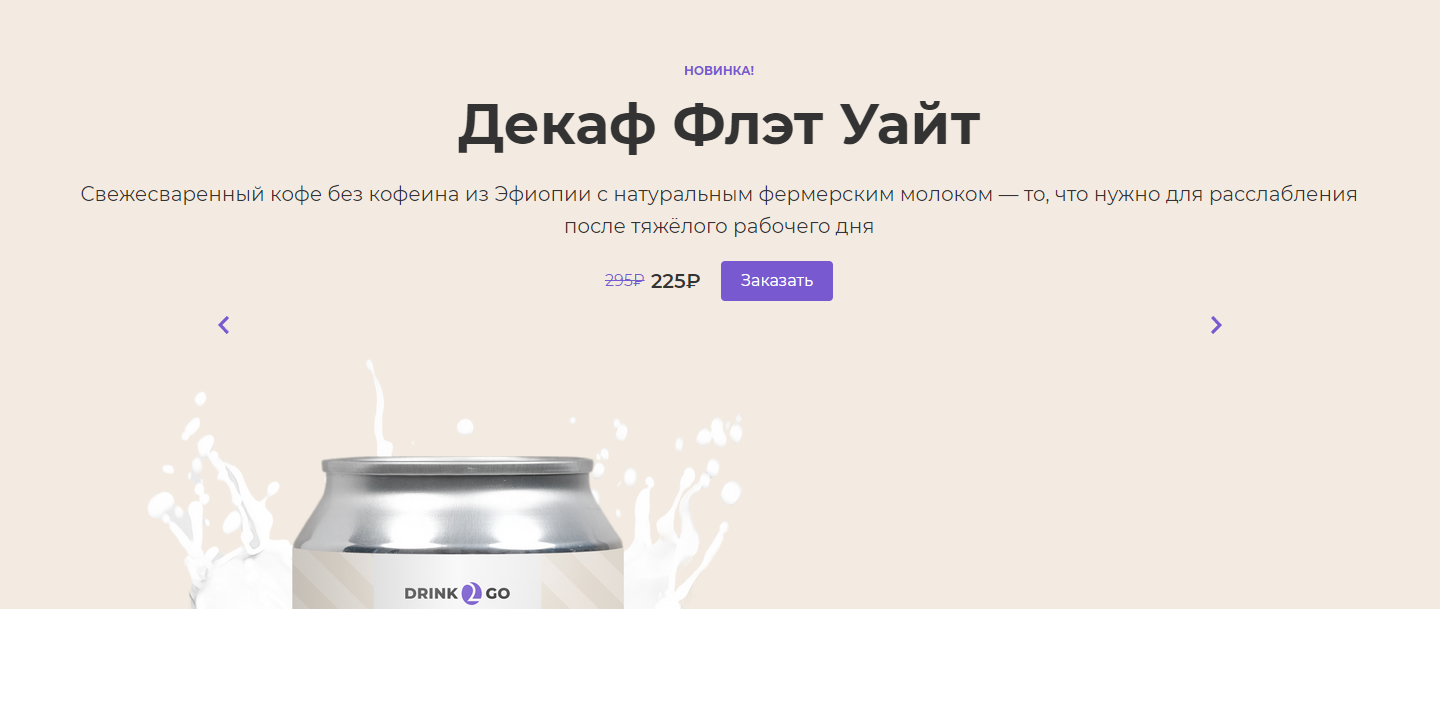 НОВИНКА!
Декаф Флэт Уайт
Свежесваренный кофе без кофеина из Эфиопии с натуральным фермерским молоком — то, что нужно для расслабления
после тяжёлого рабочего дня
295₽ 225₽ Заказать
DRINK 2 GO